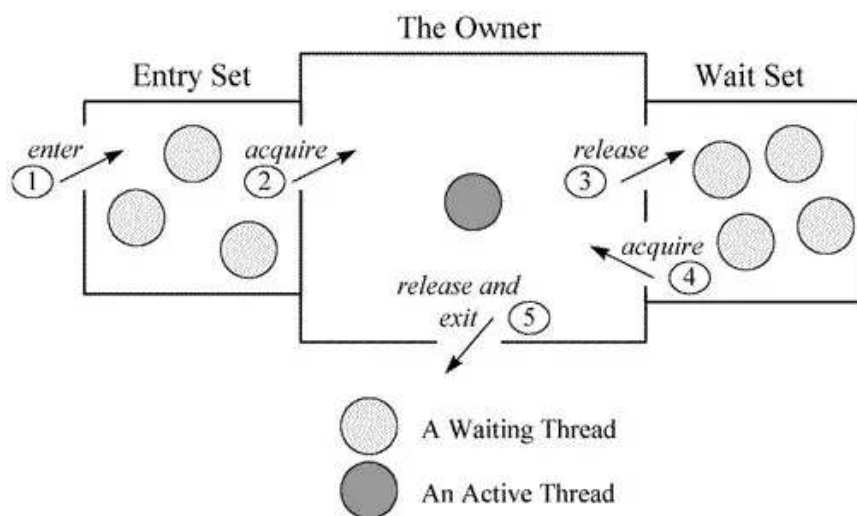 The Owner
Entry Set
Wait Set
enter
1
acquire
2
release
3
acquire
4
release and
exit
5
A Waiting Thread
An Active Thread